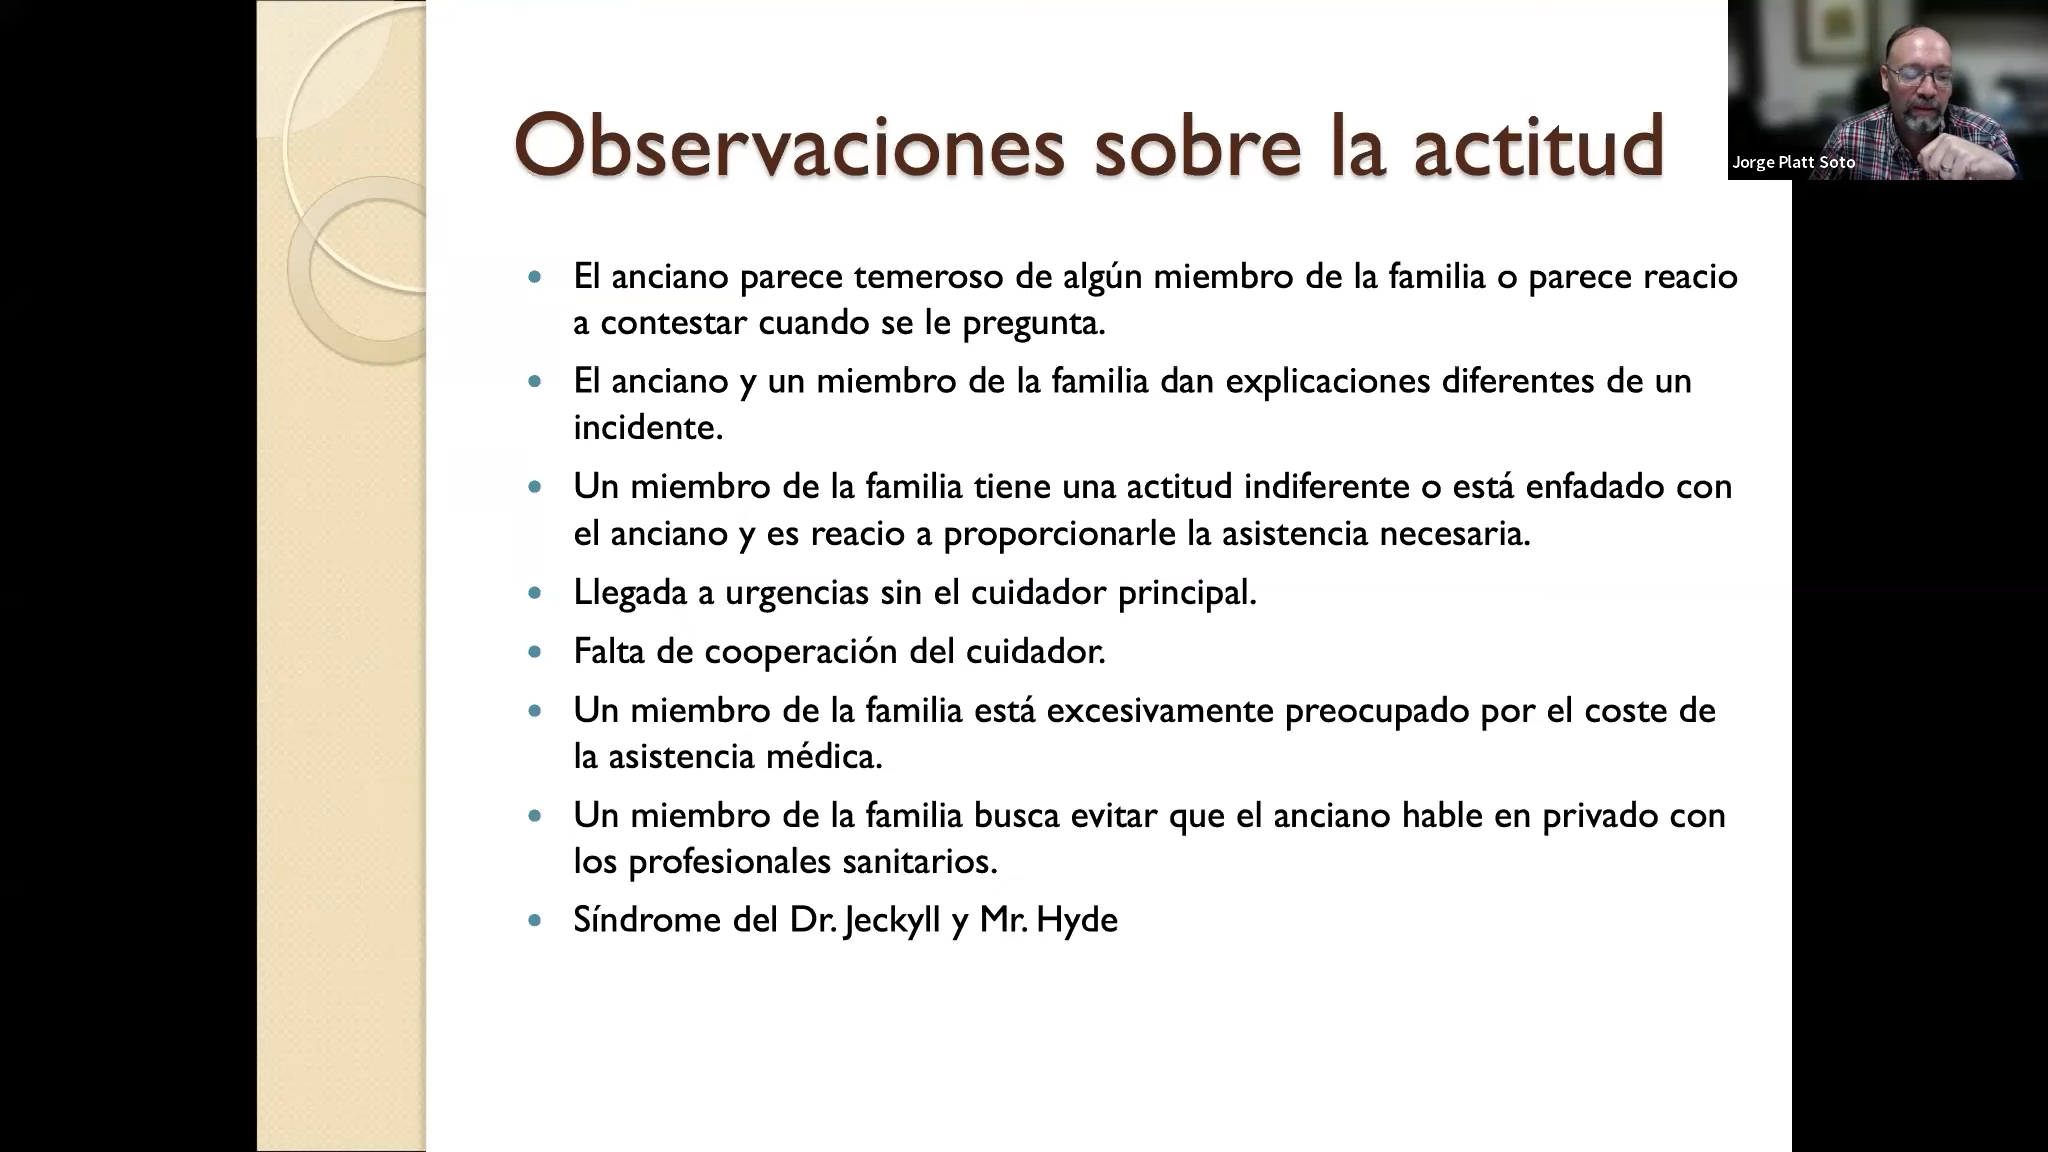 Observaciones sobre la actitud
Jorge Platt Soto
• El anciano parece temeroso de algún miembro de la familia o parece reacio
a contestar cuando se le pregunta.
• El anciano y un miembro de la familia dan explicaciones diferentes de un
incidente.
• Un miembro de la familia tiene una actitud indiferente o está enfadado con
el anciano y es reacio a proporcionarle la asistencia necesaria.
• Llegada a urgencias sin el cuidador principal.
• Falta de cooperación del cuidador.
• Un miembro de la familia está excesivamente preocupado por el coste de
la asistencia médica.
• Un miembro de la familia busca evitar que el anciano hable en privado con
los profesionales sanitarios.
• Síndrome del Dr. Jeckyll y Mr. Hyde